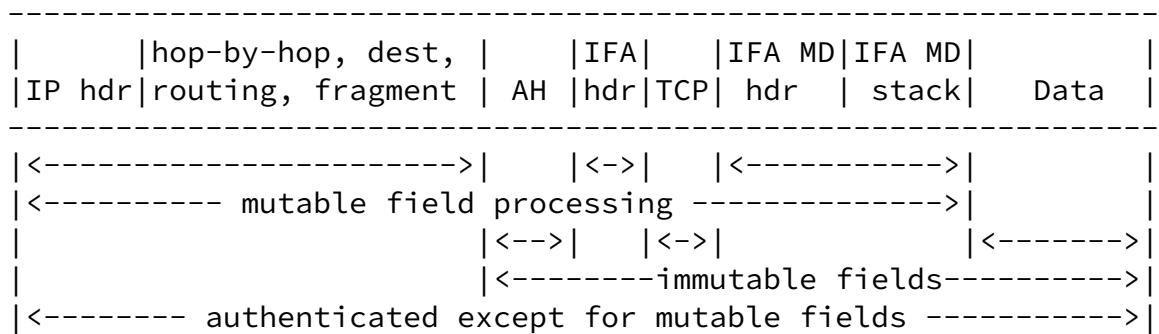 ----------------------------------------------------------------
|      |hop-by-hop, dest, |    |IFA|   |IFA MD|IFA MD|          |
|IP hdr|routing, fragment | AH |hdr|TCP| hdr  | stack|   Data   |
----------------------------------------------------------------
|<------------------------>|    |<->|   |<----------->|          |
|<---------- mutable field processing -------------->|          |
|                          |<-->|   |<->|             |<------->|
|                          |<--------immutable fields---------->|
|<-------- authenticated except for mutable fields ----------->|